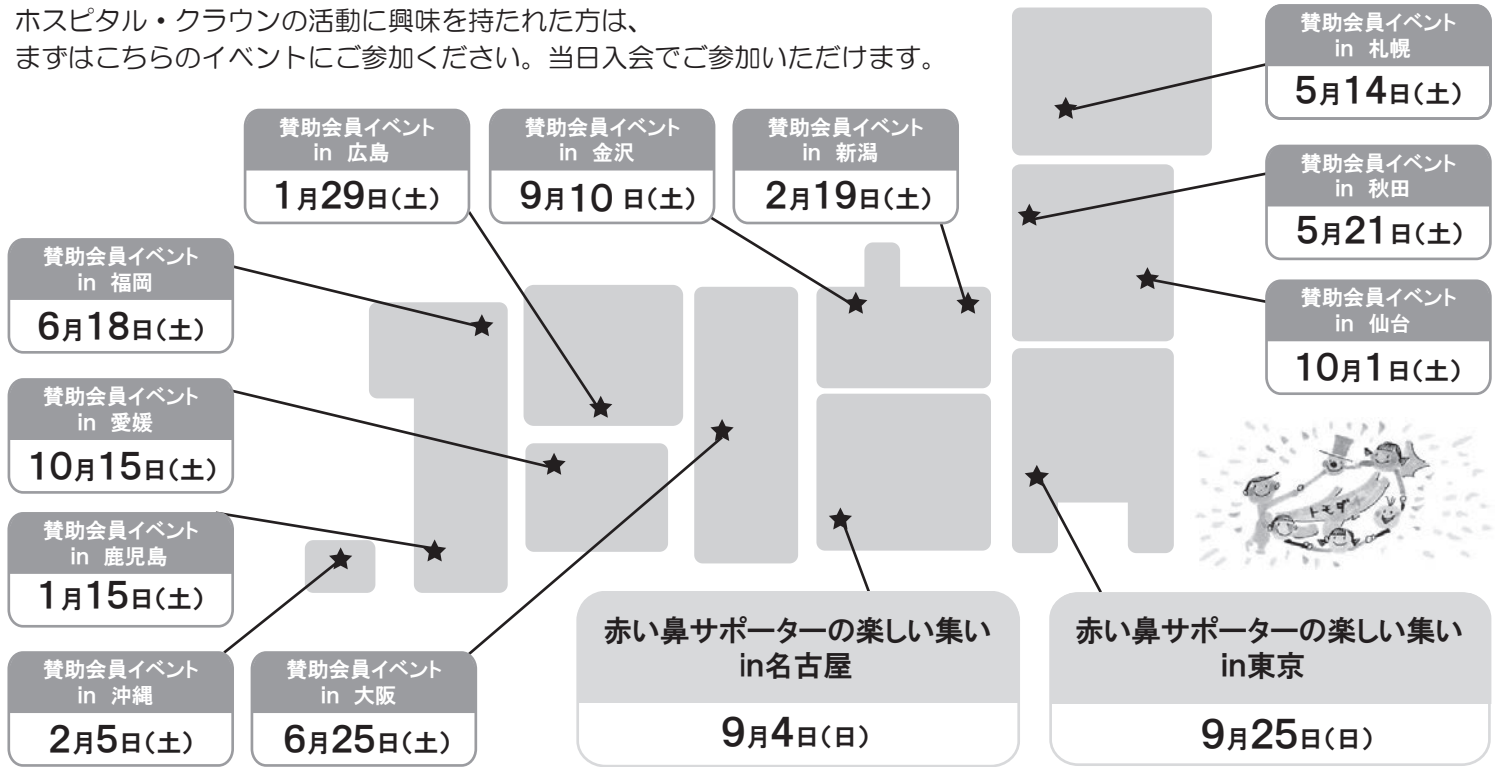 ホスピタル・クラウンの活動に興味を持たれた方は、
まずはこちらのイベントにご参加ください。当日入会でご参加いただけます。
賛助会員イベント
in 札幌
5月14日(土)
賛助会員イベント
in 広島
1月29日(土)
賛助会員イベント
in 金沢
9月10日(土)
賛助会員イベント
in 新潟
2月19日(土)
賛助会員イベント
in 秋田
5月21日(土)
賛助会員イベント
in 福岡
6月18日(土)
賛助会員イベント
in 仙台
10月1日(土)
賛助会員イベント
in 愛媛
10月15日(土)
トモダ
賛助会員イベント
in 鹿児島
1月15日(土)
賛助会員イベント
in 沖縄
2月5日(土)
賛助会員イベント
in 大阪
6月25日(土)
赤い鼻サポーターの楽しい集い
in名古屋
9月4日(日)
赤い鼻サポーターの楽しい集い
in東京
9月25日(日)